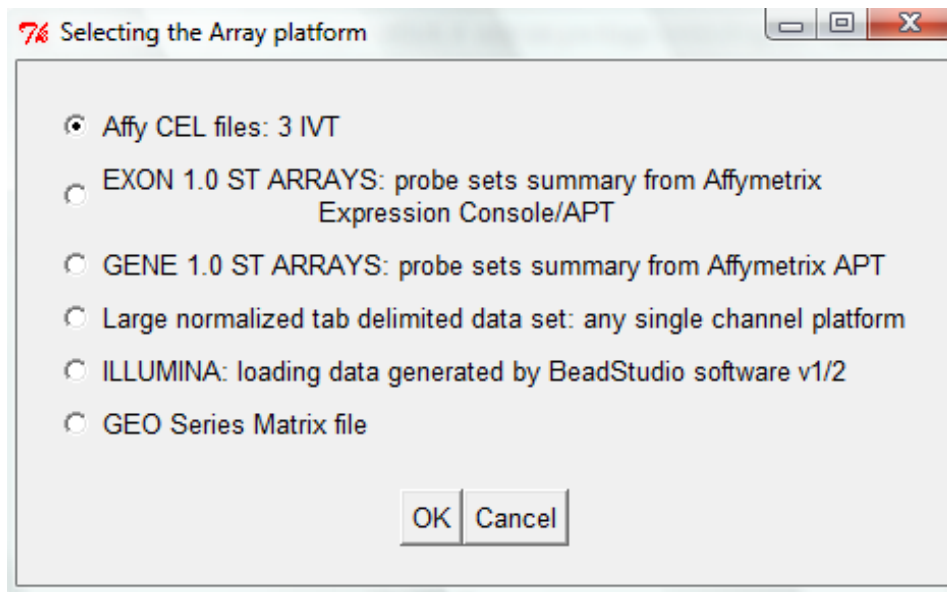 Selecting the Array platform
Affy CEL files: 3 IVT
EXON 1.0 ST ARRAYS: probe sets summary from Affymetrix
Expression Console/APT
GENE 1.0 ST ARRAYS: probe sets summary from Affymetrix APT
Large normalized tab delimited data set: any single channel platform
ILLUMINA: loading data generated by BeadStudio software v1/2
GEO Series Matrix file
OK Cancel